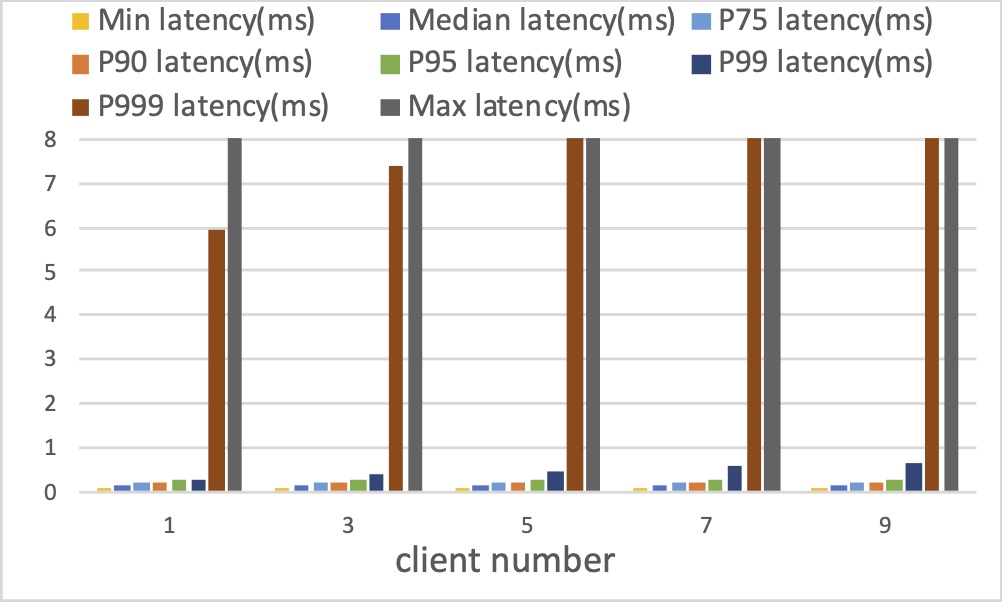 Min latency(ms) Median latency(ms) P75 latency(ms)
P90 latency(ms) P95 latency(ms) P99 latency(ms)
P999 latency(ms) Max latency(ms)
8
7
6
5
4
3
2
1
0
1 3 5 7 9
client number